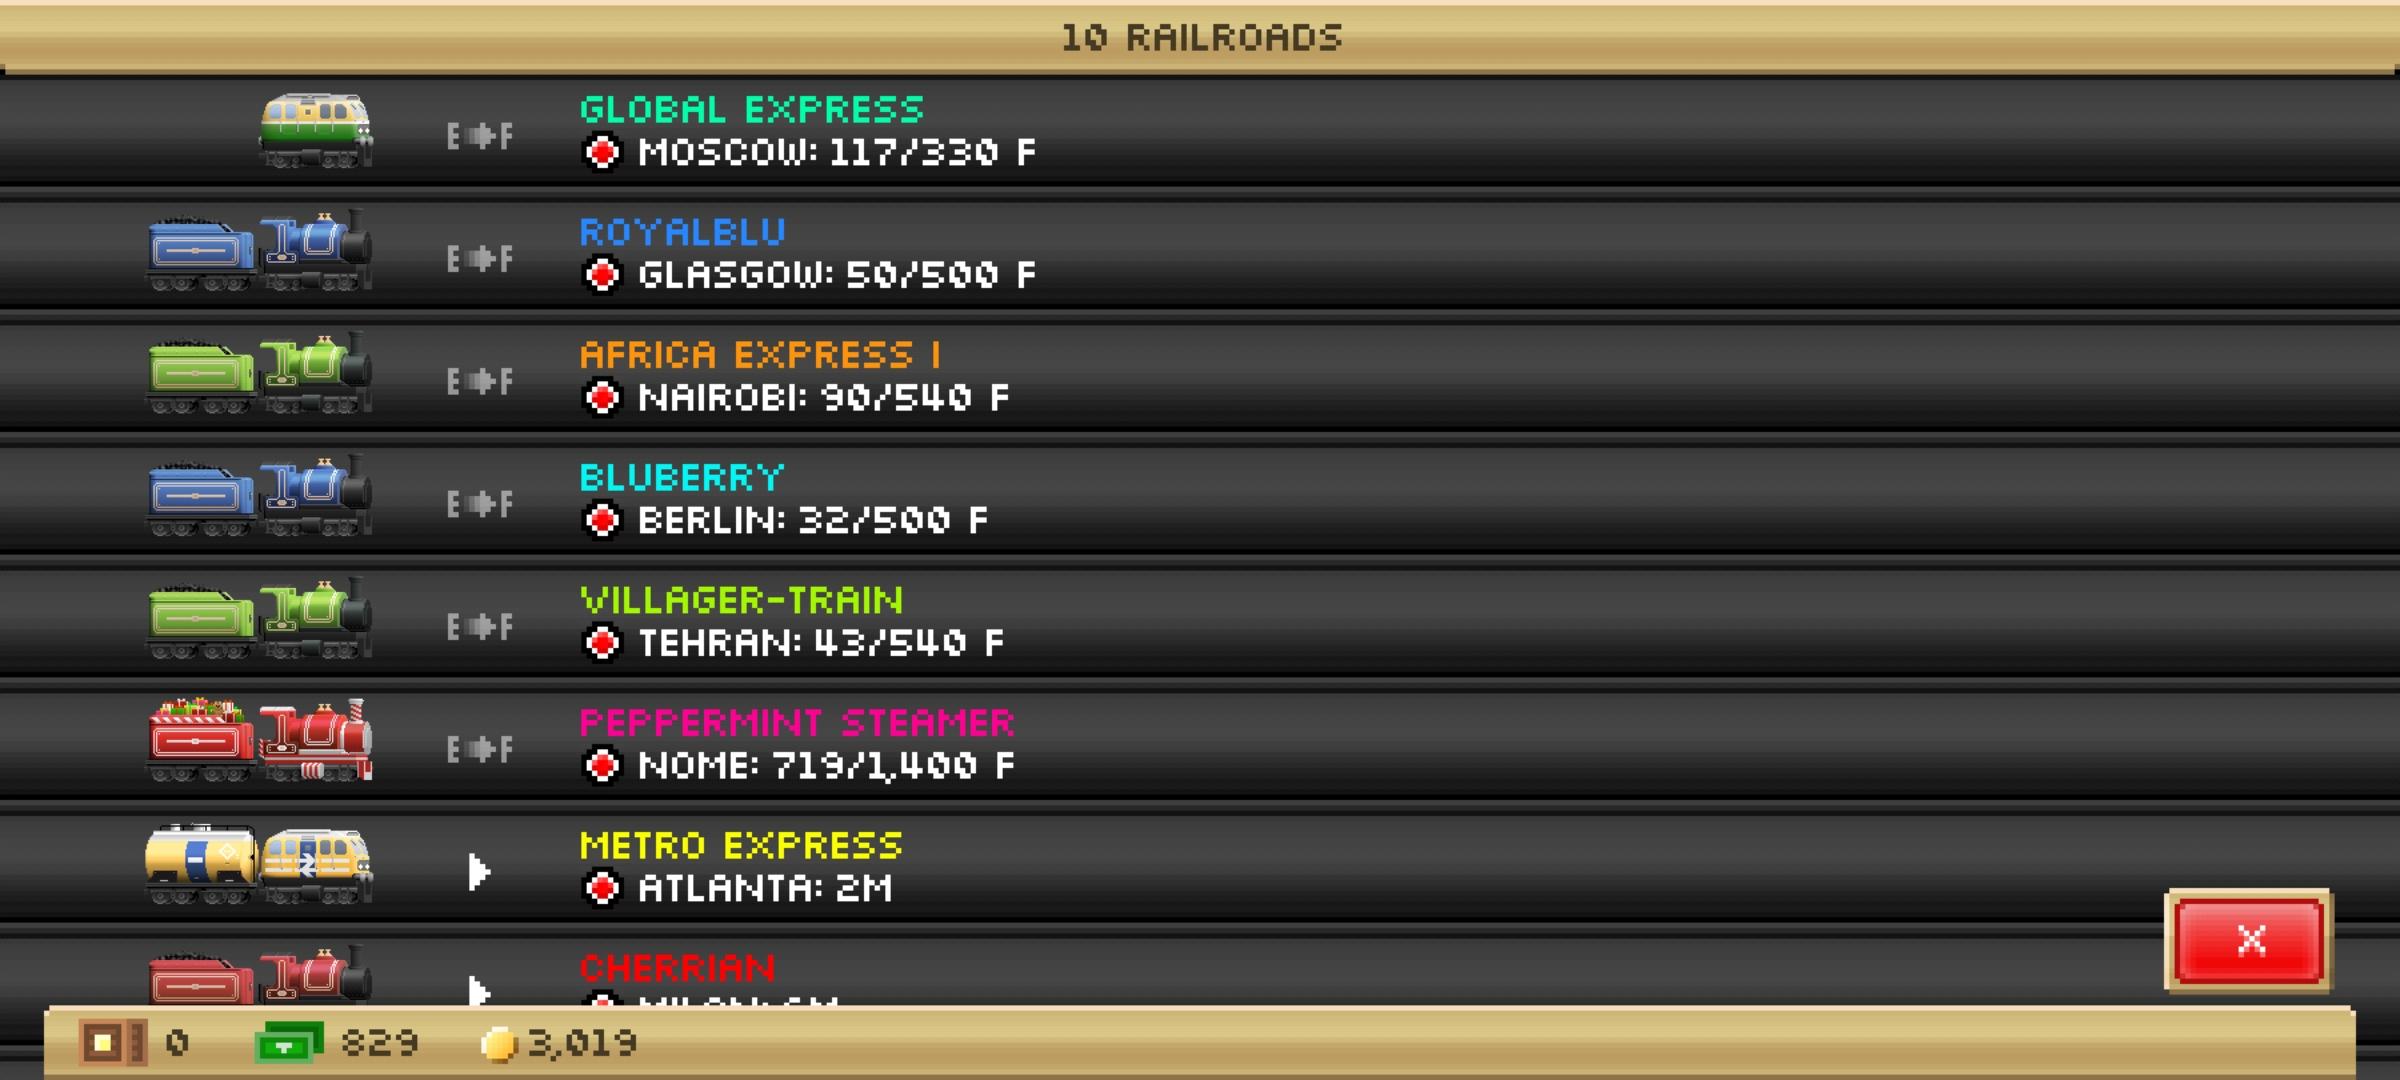 10 RAILROADS
E F GLOBAL EXPRESS
MOSCOW: 117/330 F
E F ROYALBLU
GLASGOW: 50/500 F
E F AFRICA EXPRESS I
NAIROBI: 90/540 F
E F BLUBERRY
BERLIN: 32/500 F
E F VILLAGER-TRAIN
TEHRAN: 43/540 F
E F PEPPERMINT STEAMER
NOME: 719/1,400 F
METRO EXPRESS
ATLANTA: 2M
X
CHERRIAN
0 829 3,019